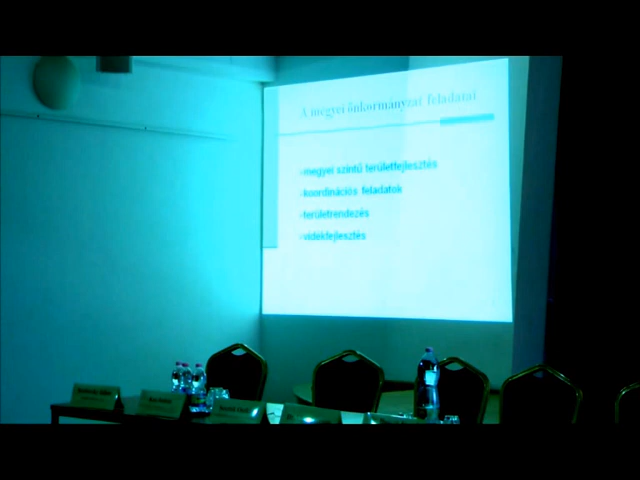 A megyei önkormányzat feladatai
-megyei szintű területfejlesztés
-koordinációs feladatok
-területrendezés
-vidékfejlesztés